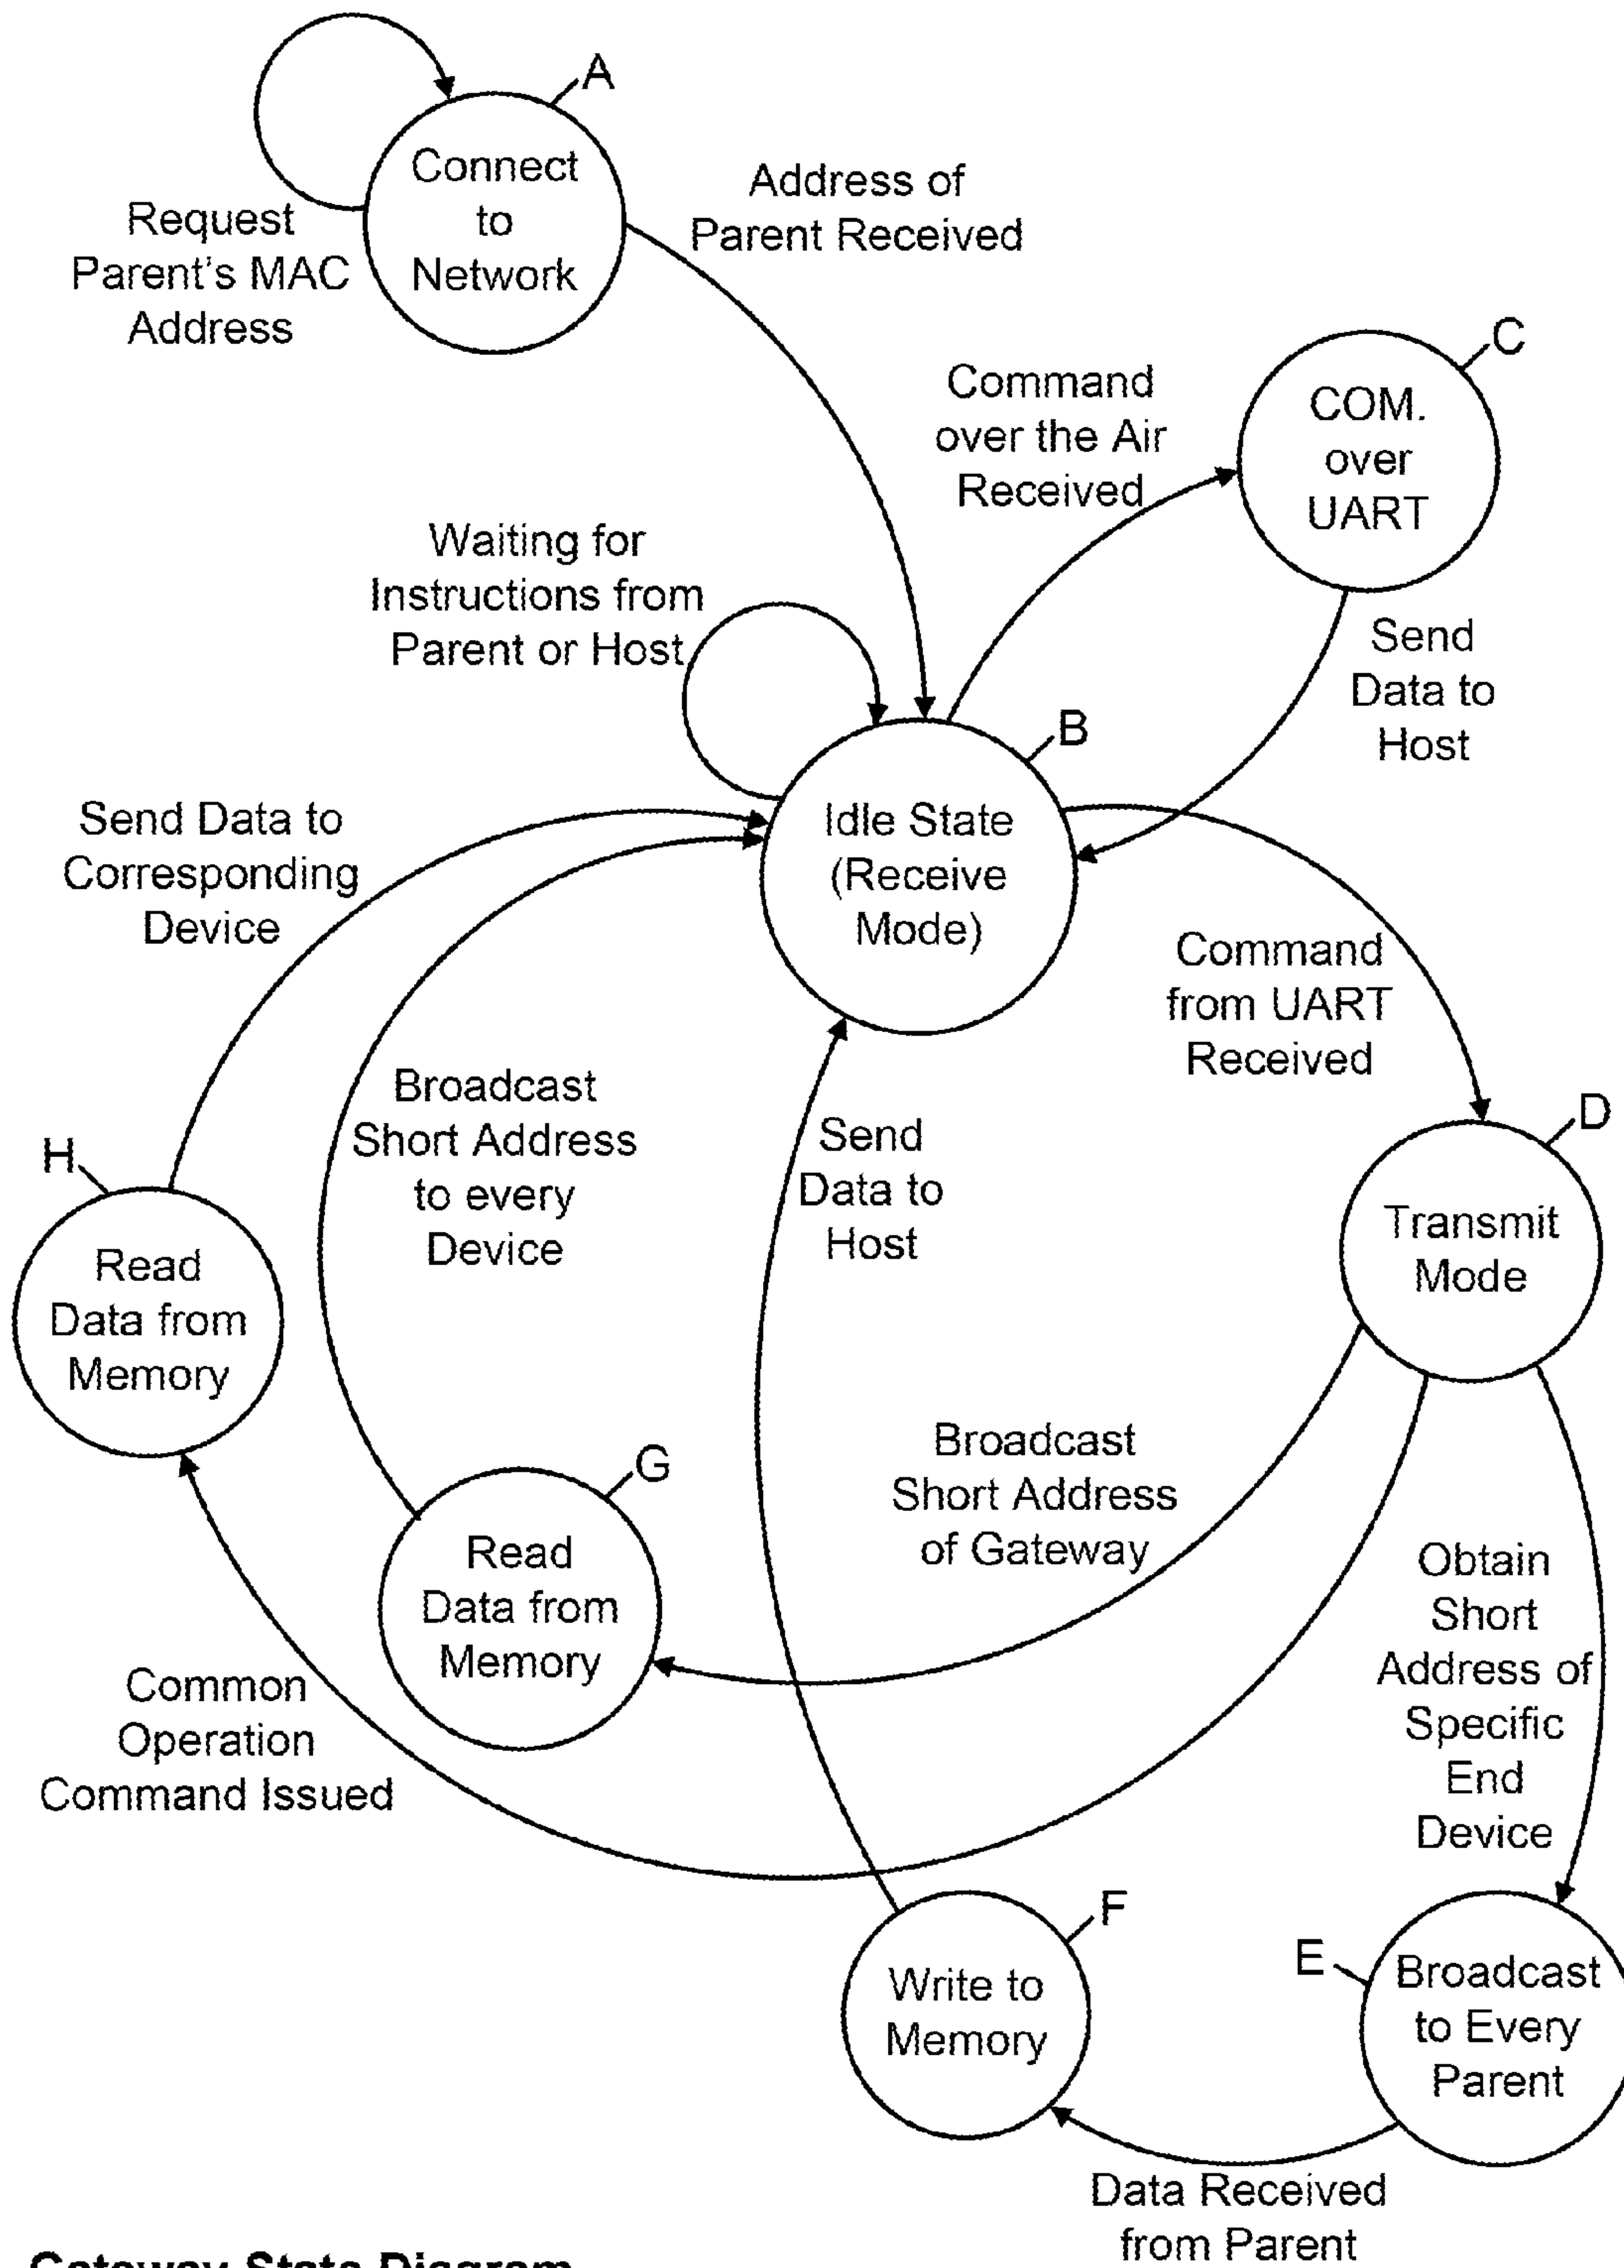 A
Connect
to
Network
Request
Parent's MAC
Address
Address of
Parent Received
C
COM.
over
UART
Command
over the Air
Received
Waiting for
Instructions from
Parent or Host
Send
Data to
Host
B
Idle State
(Receive
Mode)
Send Data to
Corresponding
Device
Command
from UART
Received
Broadcast
Short Address
to every
Device
Send
Data to
Host
D
Transmit
Mode
H
Read
Data from
Memory
Broadcast
Short Address
of Gateway
G
Read
Data from
Memory
Obtain
Short
Address of
Specific
End
Device
Common
Operation
Command Issued
F
Write to
Memory
E
Broadcast
to Every
Parent
Data Received
from Parent
Gateway State Diagram